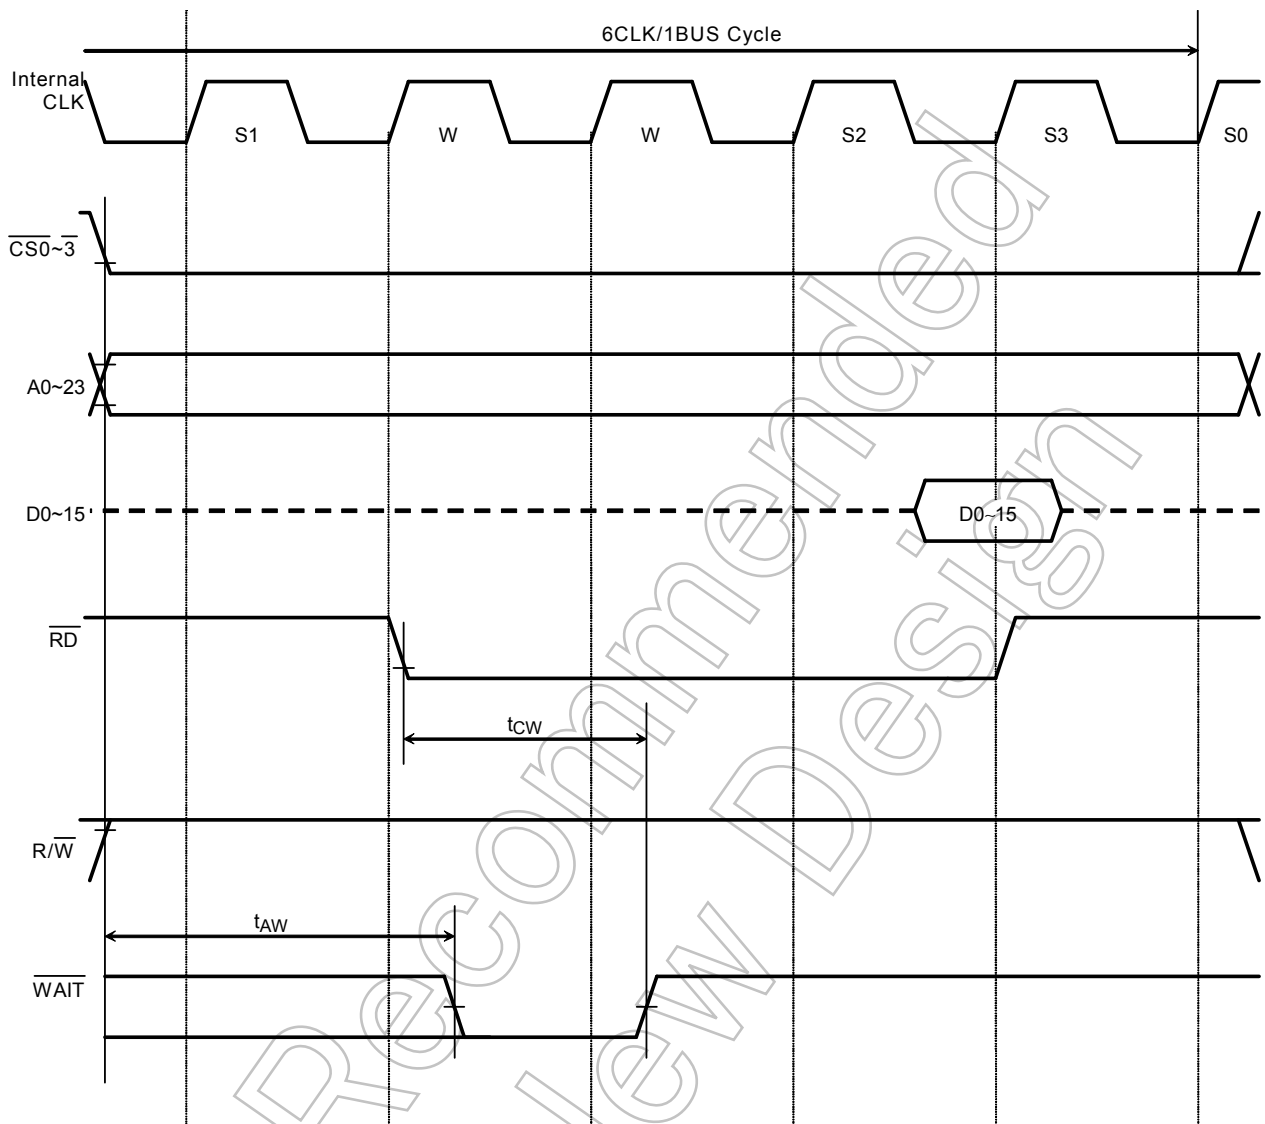 6CLK/1BUS Cycle
Internal
CLK
S1 W W S2 S3 S0
CS0~3
A0~23
D0~15 D0~15
RD
tCW
R/W
tAW
WAIT
Recommended
Design